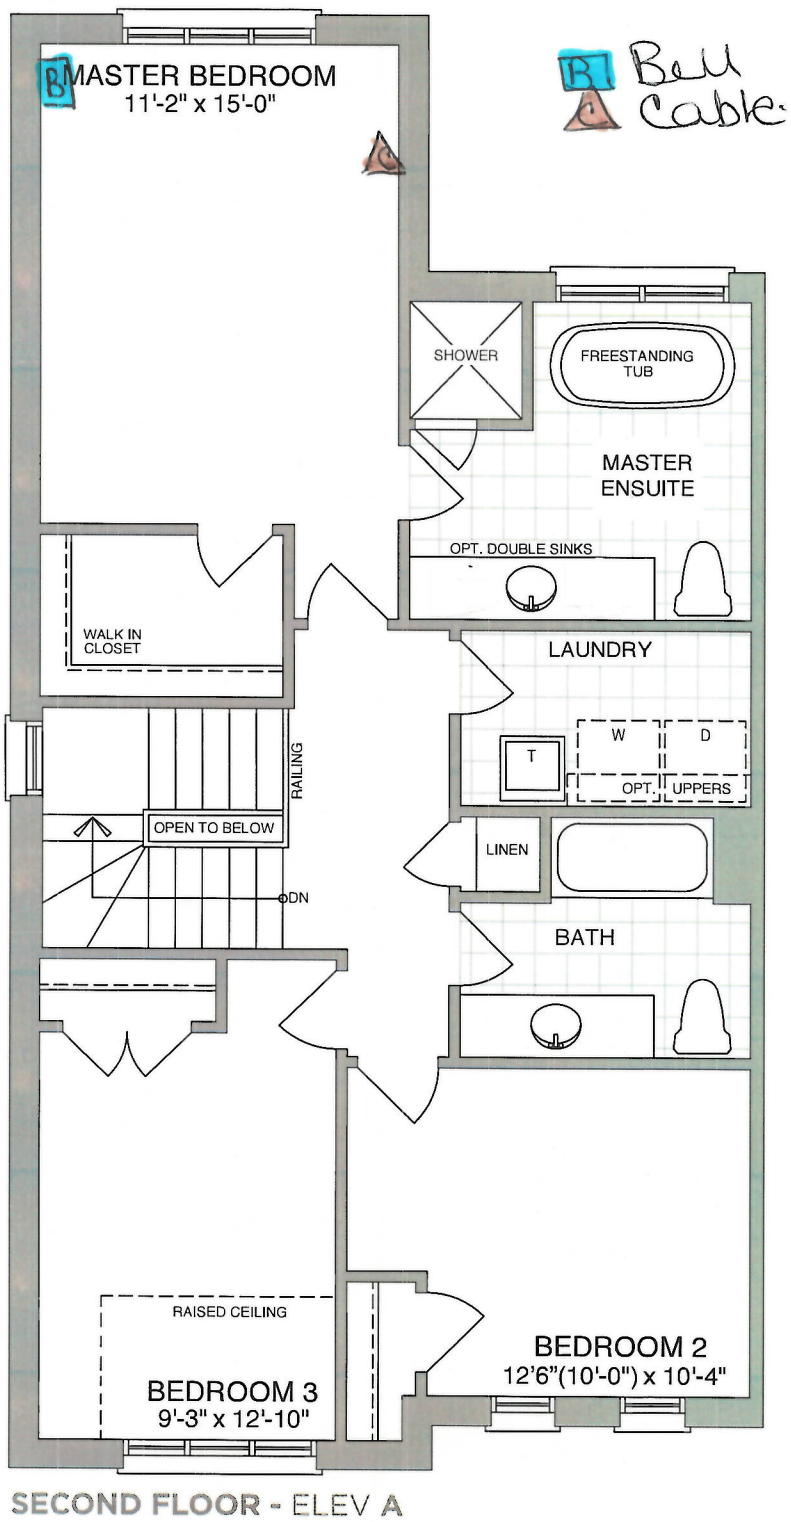 B Bell
C Cable
B MASTER BEDROOM
11'-2" x 15'-0"
C
SHOWER
FREESTANDING
TUB
MASTER
ENSUITE
OPT. DOUBLE SINKS
WALK IN
CLOSET
LAUNDRY
W
D
T
OPT. UPPERS
RAILING
OPEN TO BELOW
LINEN
DN
BATH
RAISED CEILING
BEDROOM 2
12'6"(10'-0") x 10'-4"
BEDROOM 3
9'-3" x 12'-10"
SECOND FLOOR - ELEV A